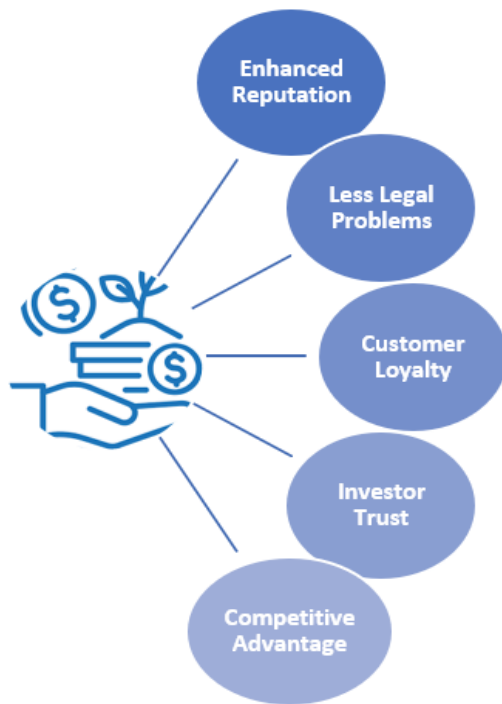 Enhanced
Reputation
Less Legal
Problems
$
$
Customer
Loyalty
Investor
Trust
Competitive
Advantage